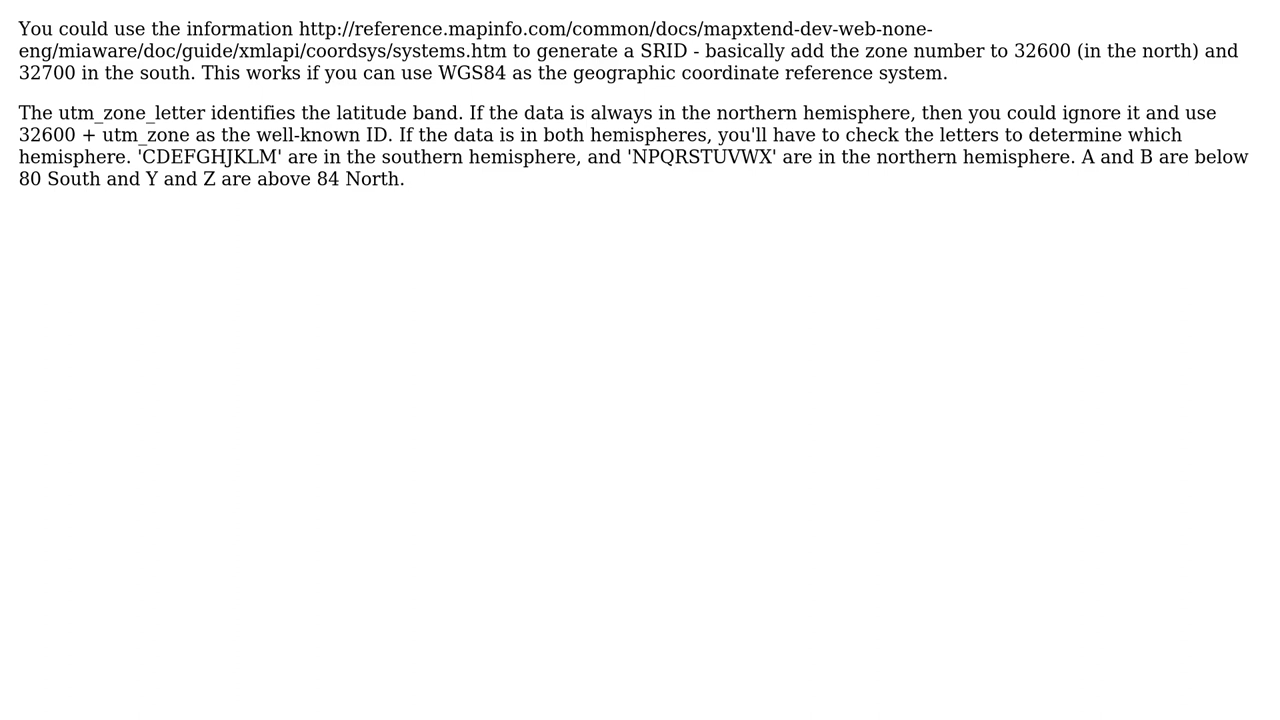 You could use the information http://reference.mapinfo.com/common/docs/mapxtend-dev-web-none-
eng/miaware/doc/guide/xmlapi/coordsys/systems.htm to generate a SRID - basically add the zone number to 32600 (in the north) and
32700 in the south. This works if you can use WGS84 as the geographic coordinate reference system.
The utm_zone_letter identifies the latitude band. If the data is always in the northern hemisphere, then you could ignore it and use
32600 + utm_zone as the well-known ID. If the data is in both hemispheres, you'll have to check the letters to determine which
hemisphere. 'CDEFGHJKLM' are in the southern hemisphere, and 'NPQRSTUVWX' are in the northern hemisphere. A and B are below
80 South and Y and Z are above 84 North.